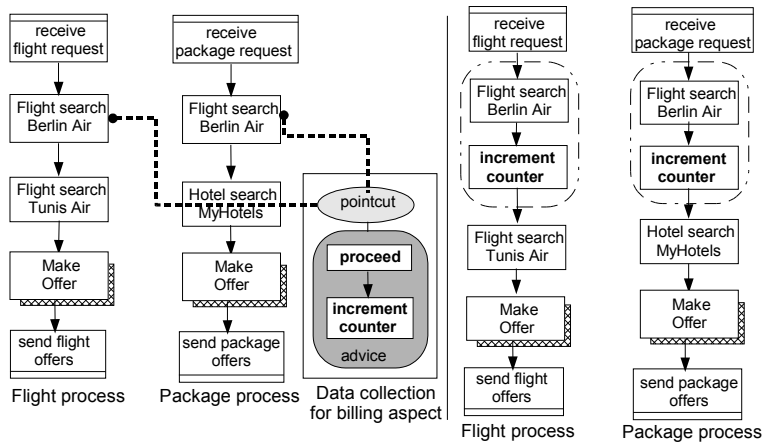 receive
flight request
Flight search
Berlin Air
Flight search
Tunis Air
Make
Offer
send flight
offers
Flight process
receive
package request
Flight search
Berlin Air
Hotel search
MyHotels
Make
Offer
send package
offers
Package process
pointcut
proceed
increment
counter
advice
Data collection
for billing aspect
receive
flight request
Flight search
Berlin Air
increment
counter
Flight search
Tunis Air
Make
Offer
send flight
offers
Flight process
receive
package request
Flight search
Berlin Air
increment
counter
Hotel search
MyHotels
Make
Offer
send package
offers
Package process